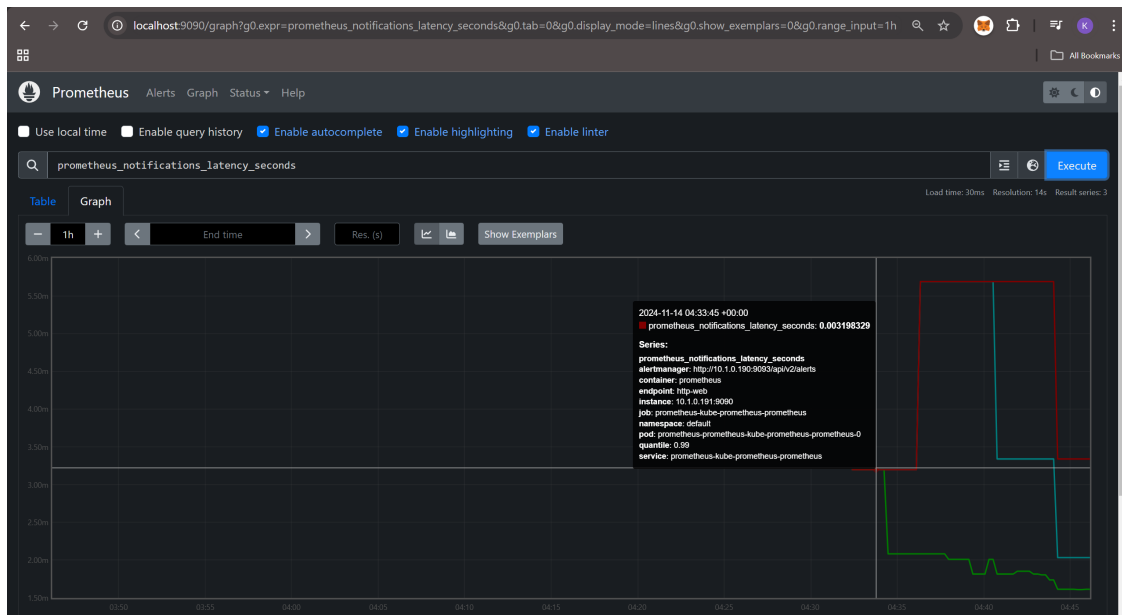 localhost:9090/graph?g0.expr=prometheus_notifications_latency_seconds&g0.tab=0&g0.display_mode=lines&g0.show_exemplars=0&g0.range_input=1h
K
All Bookmarks
Prometheus Alerts Graph Status Help
Use local time Enable query history Enable autocomplete Enable highlighting Enable linter
prometheus_notifications_latency_seconds Execute
Load time: 30ms Resolution: 14s Result series: 3
Table Graph
− 1h + End time Res. (s) Show Exemplars
6.00m
5.50m
2024-11-14 04:33:45 +00:00
prometheus_notifications_latency_seconds: 0.003198329
5.00m
Series:
prometheus_notifications_latency_seconds
alertmanager: http://10.1.0.190:9093/api/v2/alerts
4.50m
container: prometheus
endpoint: http-web
instance: 10.1.0.191:9090
4.00m
job: prometheus-kube-prometheus-prometheus
namespace: default
pod: prometheus-prometheus-kube-prometheus-prometheus-0
3.50m
quantile: 0.99
service: prometheus-kube-prometheus-prometheus
3.00m
2.50m
2.00m
1.50m
03:50 03:55 04:00 04:05 04:10 04:15 04:20 04:25 04:30 04:35 04:40 04:45